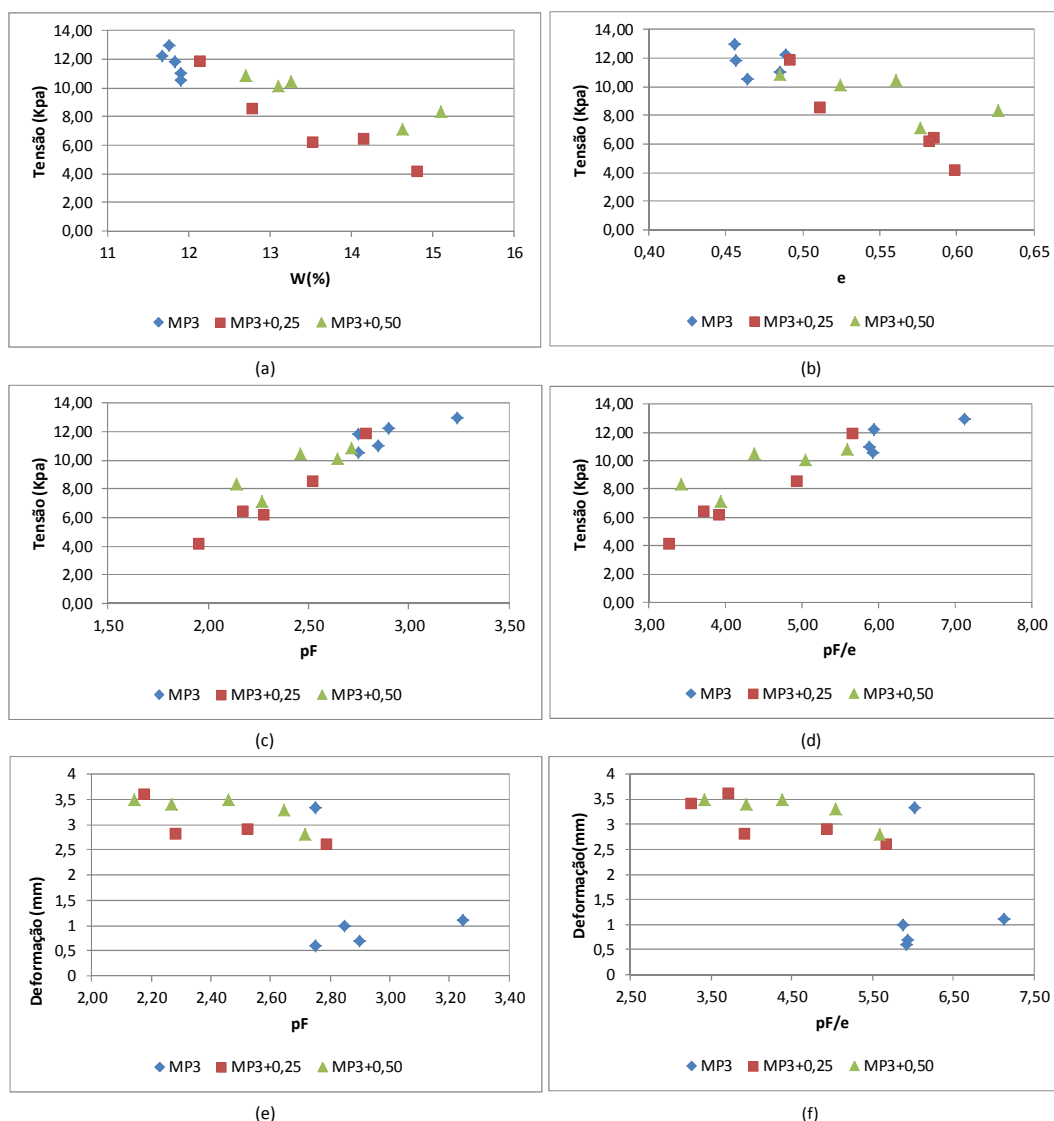 14,00
12,00
10,00
8,00
6,00
4,00
2,00
0,00
Tensão (Kpa)
11 12 13 14 15 16
W(%)
MP3 MP3+0,25 MP3+0,50
(a)
14,00
12,00
10,00
8,00
6,00
4,00
2,00
0,00
Tensão (Kpa)
0,40 0,45 0,50 0,55 0,60 0,65
e
MP3 MP3+0,25 MP3+0,50
(b)
14,00
12,00
10,00
8,00
6,00
4,00
2,00
0,00
Tensão (Kpa)
1,50 2,00 2,50 3,00 3,50
pF
MP3 MP3+0,25 MP3+0,50
(c)
14,00
12,00
10,00
8,00
6,00
4,00
2,00
0,00
Tensão (Kpa)
3,00 4,00 5,00 6,00 7,00 8,00
pF/e
MP3 MP3+0,25 MP3+0,50
(d)
4
3,5
3
2,5
2
1,5
1
0,5
0
Deformação (mm)
2,00 2,20 2,40 2,60 2,80 3,00 3,20 3,40
pF
MP3 MP3+0,25 MP3+0,50
(e)
4
3,5
3
2,5
2
1,5
1
0,5
0
Deformação(mm)
2,50 3,50 4,50 5,50 6,50 7,50
pF/e
MP3 MP3+0,25 MP3+0,50
(f)